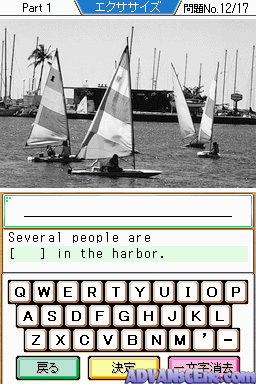 Part 1
エクササイズ
問題No.12/17
Several people are
[ ] in the harbor.
Q W E R T Y U I O P
A S D F G H J K L
Z X C V B N M ' -
戻る
決定
一文字消去
ADVANSCENE.com